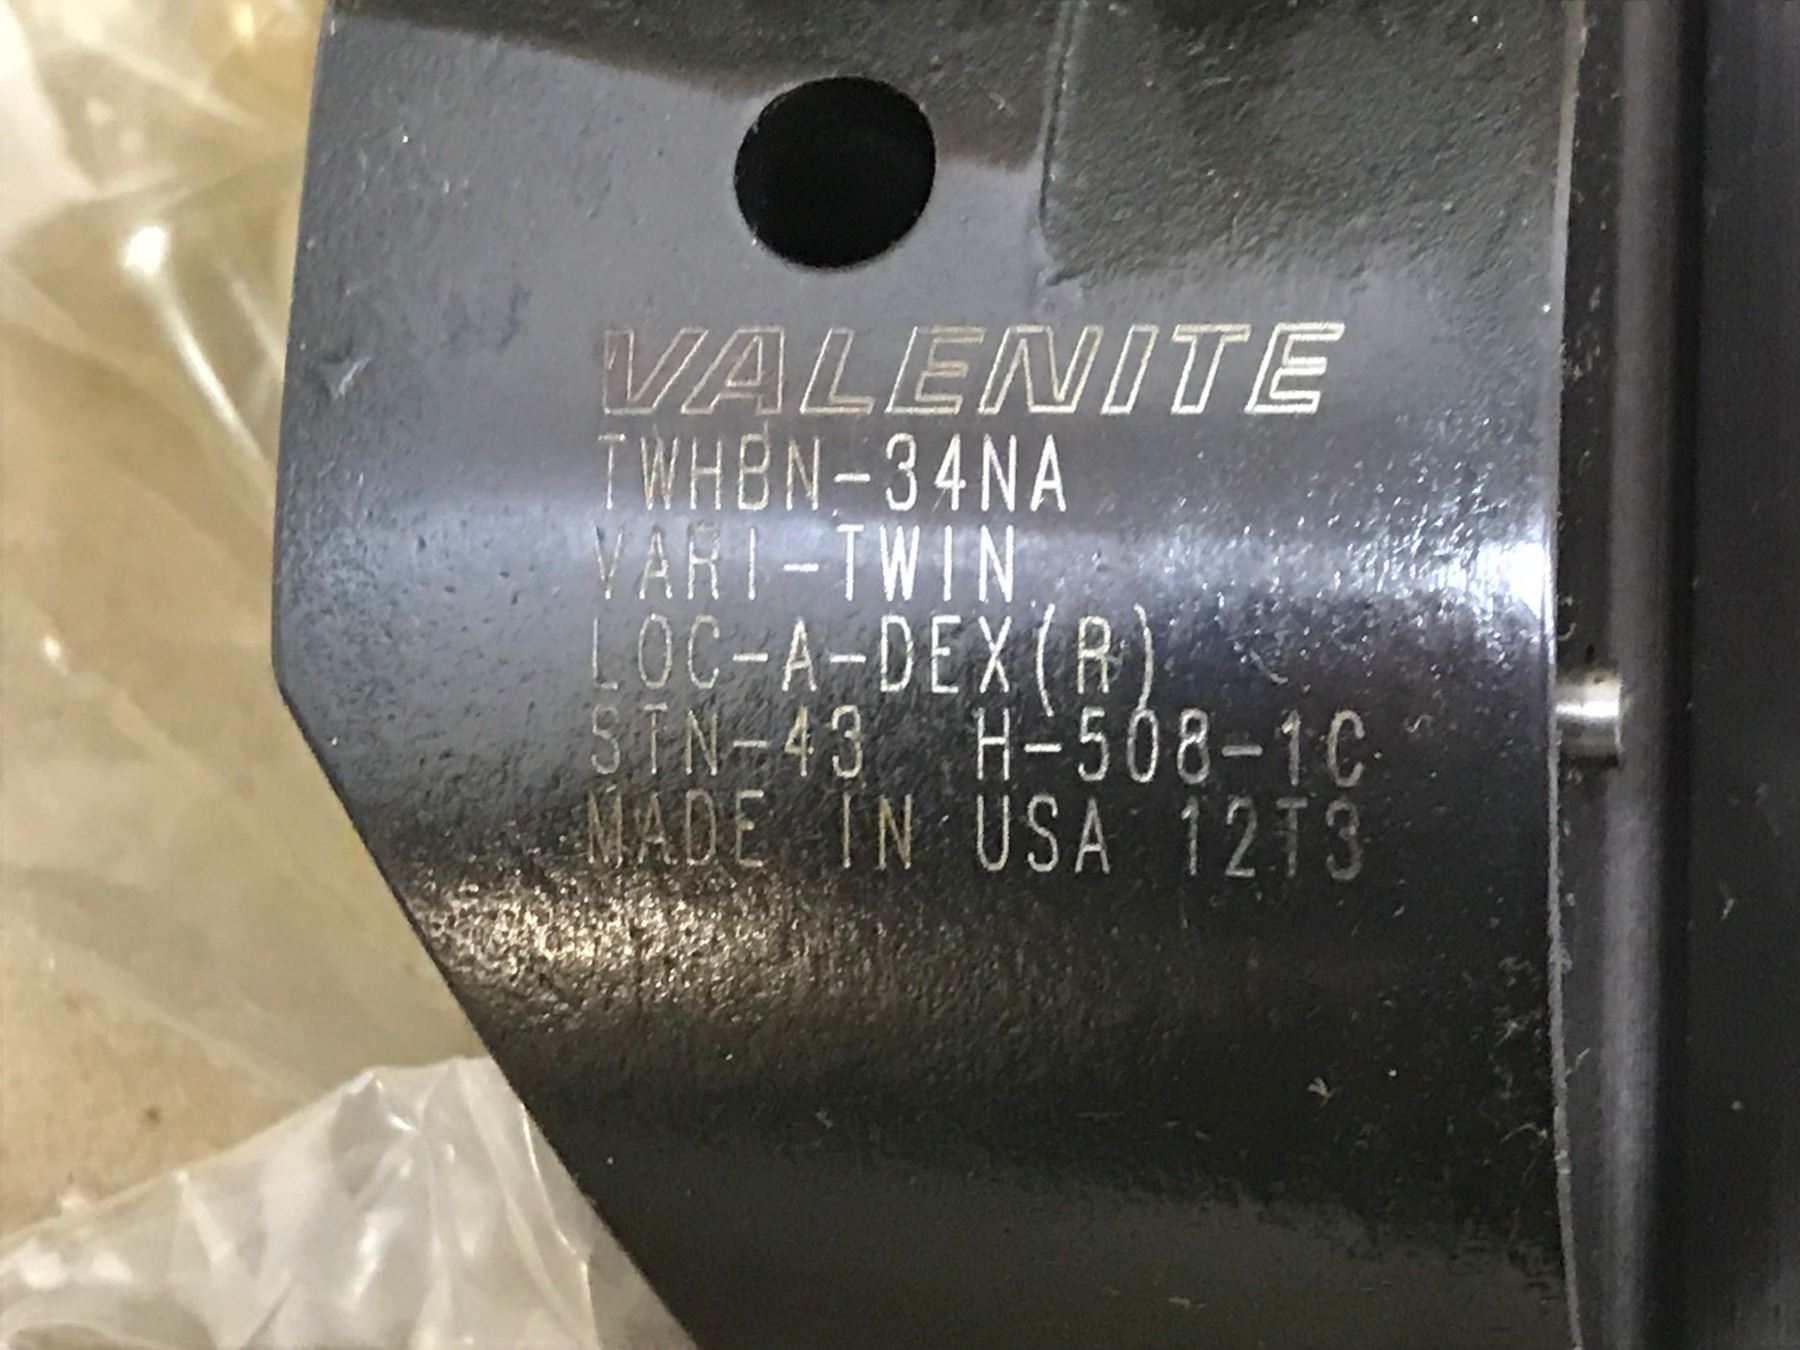 VALENITE
TWHBN-34NA
VARI-TWIN
LOC-A-DEX(R)
STN-43 H-508-1C
MADE IN USA 12T3